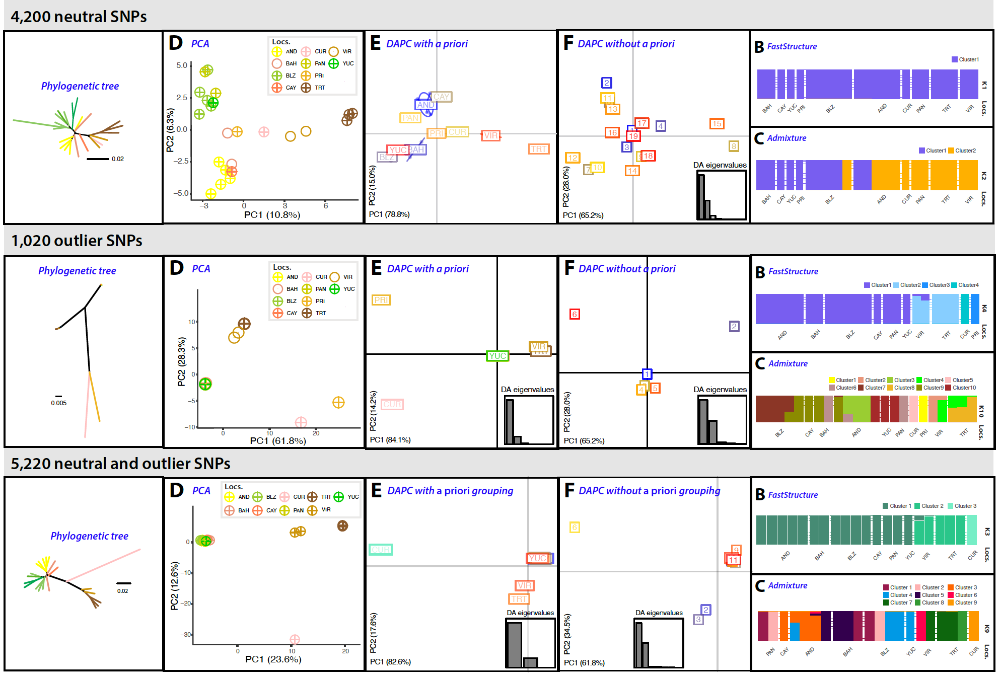 4,200 neutral SNPs
Phylogenetic tree
0.02
D PCA
Locs.
AND CUR VIR
BAH PAN YUC
BLZ PRI
CAY TRT
5.0
2.5
0.0
−2.5
−5.0
PC2 (6.3%)
−3 0 3 6
PC1 (10.8%)
E DAPC with a priori
CAY
AND
PAN
PRI CUR
VIR
YUC BAH
BLZ
TRT
PC2 (15.0%)
PC1 (78.8%)
F DAPC without a priori
2
11
13
17
4
15
16
1
19
3
8
18
12
7 10
14
DA eigenvalues
PC2 (28.0%)
PC1 (65.2%)
B FastStructure
Cluster1
K1
BAH CAY YUC PRI BLZ AND CUR PAN TRT VIR
Locs.
C Admixture
Cluster1 Cluster2
K2
BAH CAY YUC PRI BLZ AND CUR PAN TRT VIR
Locs.
1,020 outlier SNPs
Phylogenetic tree
0.005
D PCA
Locs.
AND CUR VIR
BAH PAN YUC
BLZ PRI
CAY TRT
10
5
0
−5
−10
PC2 (28.3%)
0 10 20
PC1 (61.8%)
E DAPC with a priori
PRI
VIR
YUC
CUR
DA eigenvalues
PC2 (14.2%)
PC1 (84.1%)
F DAPC without a priori
6
2
1
4
5
DA eigenvalues
PC2 (28.0%)
PC1 (65.2%)
B FastStructure
Cluster1 Cluster2 Cluster3 Cluster4
K4
AND BAH BLZ CAY PAN YUC VIR TRT CUR PRI
Locs.
C Admixture
Cluster1 Cluster2 Cluster3 Cluster4 Cluster5
Cluster6 Cluster7 Cluster8 Cluster9 Cluster10
K10
BLZ CAY BAH AND YUC PAN CUR PRI VIR TRT
Locs.
5,220 neutral and outlier SNPs
Phylogenetic tree
0.02
D PCA
Locs.
AND BLZ CUR TRT YUC
BAH CAY PAN VIR
0
−10
−20
−30
PC2 (12.6%)
0 10 20
PC1 (23.6%)
E DAPC with a priori grouping
CUR
YUC
VIR
TRT
DA eigenvalues
PC2 (17.6%)
PC1 (82.6%)
F DAPC without a priori groupihg
6
9
11
2
3
DA eigenvalues
PC2 (34.5%)
PC1 (61.8%)
B FastStructure
Cluster 1 Cluster 2 Cluster 3
K3
AND BAH BLZ CAY PAN YUC VIR TRT CUR
Locs.
C Admixture
Cluster 1 Cluster 2 Cluster 3
Cluster 4 Cluster 5 Cluster 6
Cluster 7 Cluster 8 Cluster 9
K9
PAN CAY AND BAH BLZ YUC VIR TRT CUR
Locs.